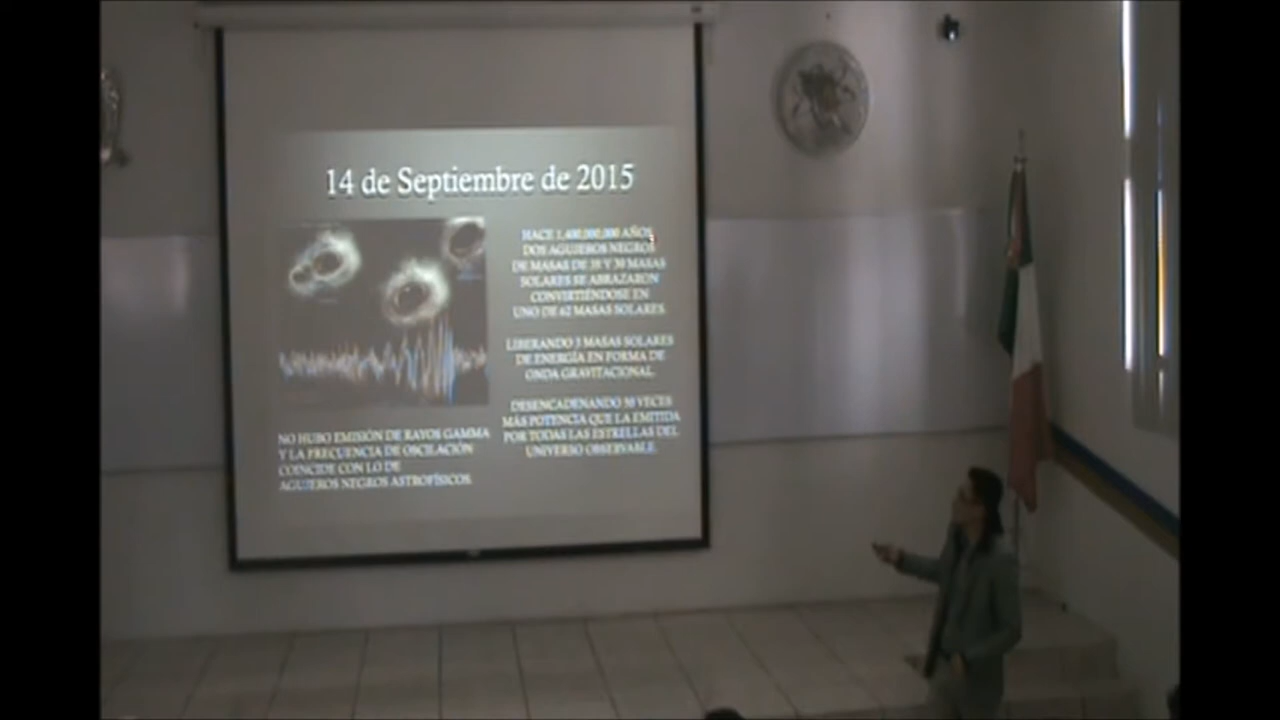 14 de Septiembre de 2015
HACE 1,400,000,000 AÑOS
DOS AGUJEROS NEGROS
DE MASAS DE Y MASAS
SOLARES SE ABRAZARON
CONVIRTIÉNDOSE EN
UNO DE 62 MASAS SOLARES.
LIBERANDO 3 MASAS SOLARES
DE ENERGÍA EN FORMA DE
ONDA GRAVITACIONAL.
DESENCADENANDO 50 VECES
MÁS POTENCIA QUE LA EMITIDA
POR TODAS LAS ESTRELLAS DEL
UNIVERSO OBSERVABLE.
NO HUBO EMISIÓN DE RAYOS GAMMA
Y LA FRECUENCIA DE OSCILACIÓN
COINCIDE CON LO DE
AGUJEROS NEGROS ASTROFÍSICOS.